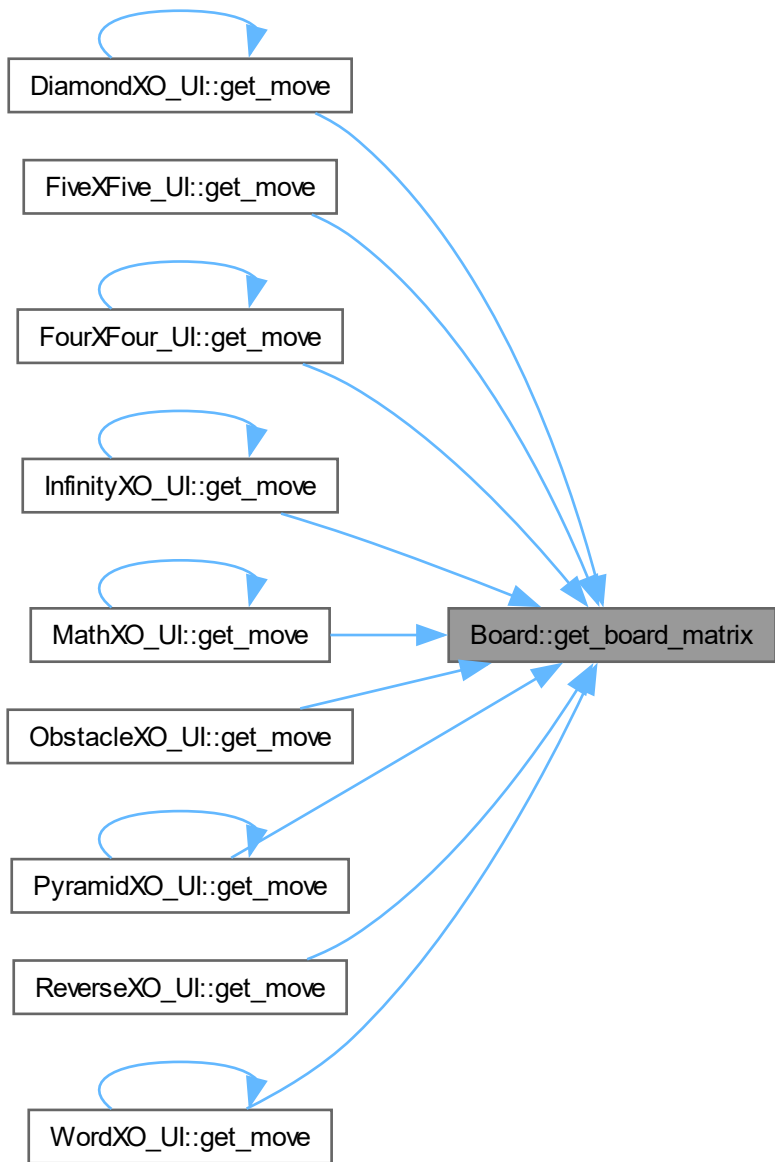 DiamondXO_UI::get_move
FiveXFive_UI::get_move
FourXFour_UI::get_move
InfinityXO_UI::get_move
MathXO_UI::get_move
Board::get_board_matrix
ObstacleXO_UI::get_move
PyramidXO_UI::get_move
ReverseXO_UI::get_move
WordXO_UI::get_move